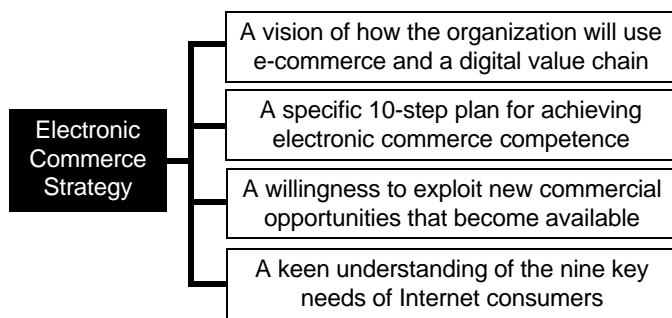 Electronic
Commerce
Strategy
A vision of how the organization will use
e-commerce and a digital value chain
A specific 10-step plan for achieving
electronic commerce competence
A willingness to exploit new commercial
opportunities that become available
A keen understanding of the nine key
needs of Internet consumers